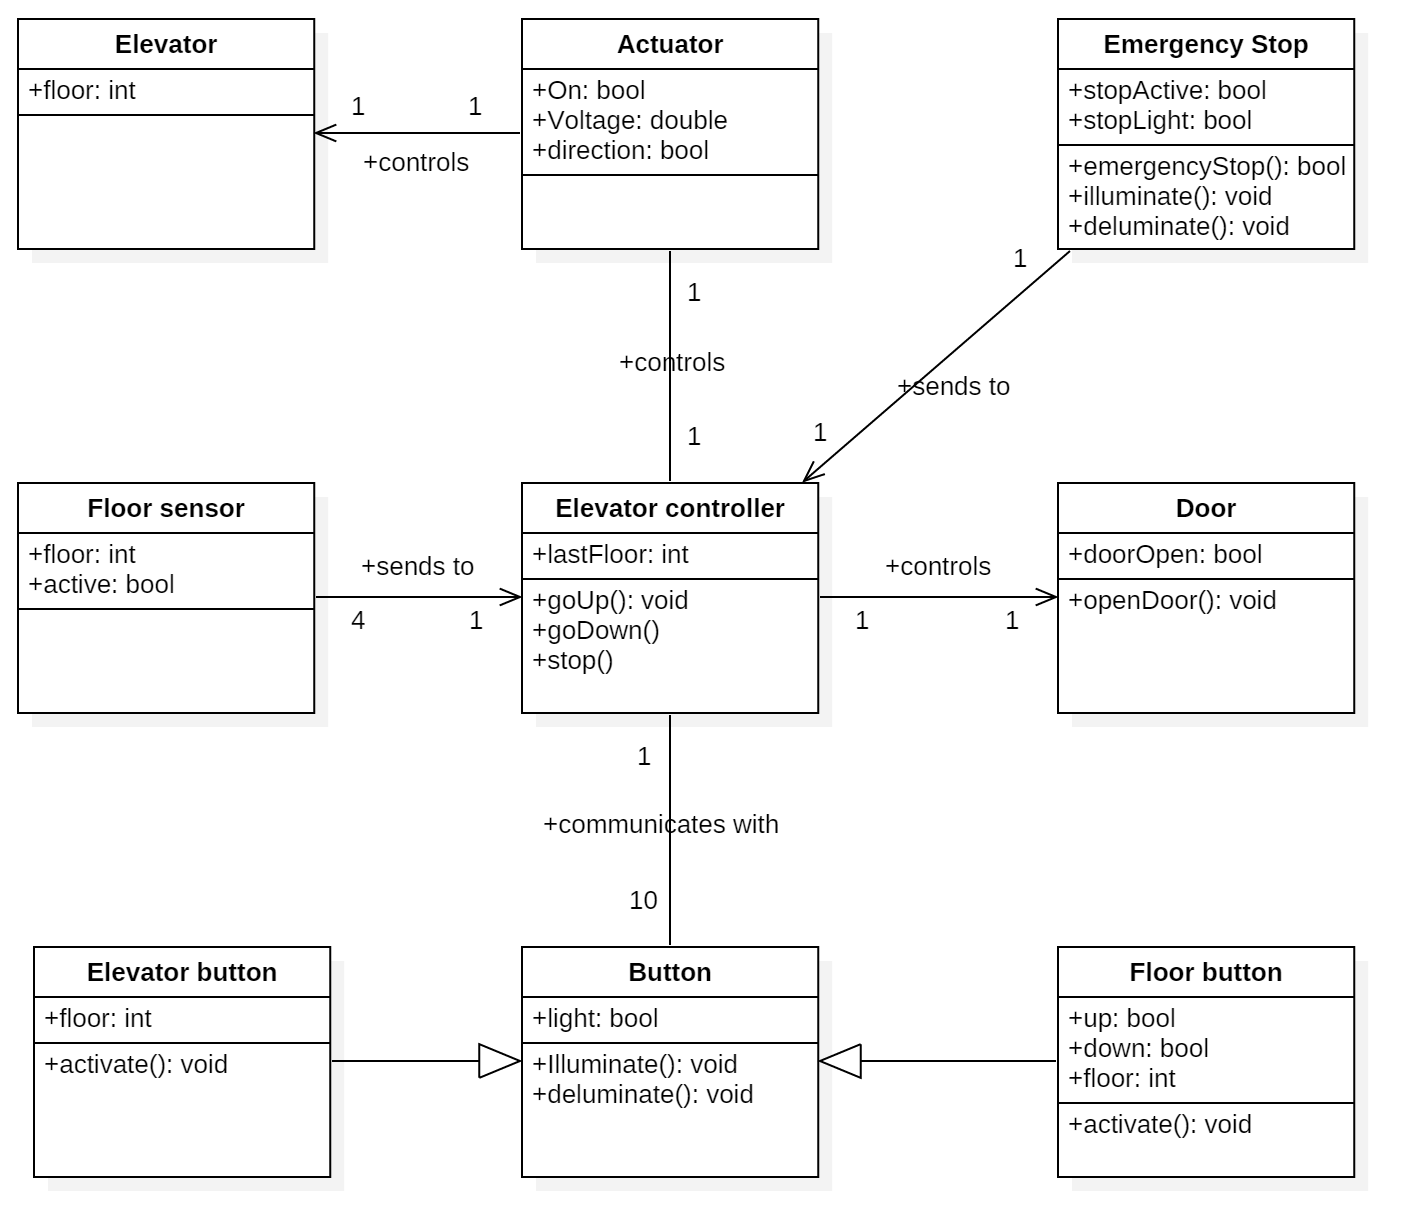 Elevator
+floor: int
1
1
+controls
Actuator
+On: bool
+Voltage: double
+direction: bool
Emergency Stop
+stopActive: bool
+stopLight: bool
+emergencyStop(): bool
+illuminate(): void
+deluminate(): void
1
+controls
1
1
+sends to
1
Floor sensor
+floor: int
+active: bool
+sends to
4
1
Elevator controller
+lastFloor: int
+goUp(): void
+goDown()
+stop()
+controls
1
1
Door
+doorOpen: bool
+openDoor(): void
1
+communicates with
10
Elevator button
+floor: int
+activate(): void
Button
+light: bool
+Illuminate(): void
+deluminate(): void
Floor button
+up: bool
+down: bool
+floor: int
+activate(): void